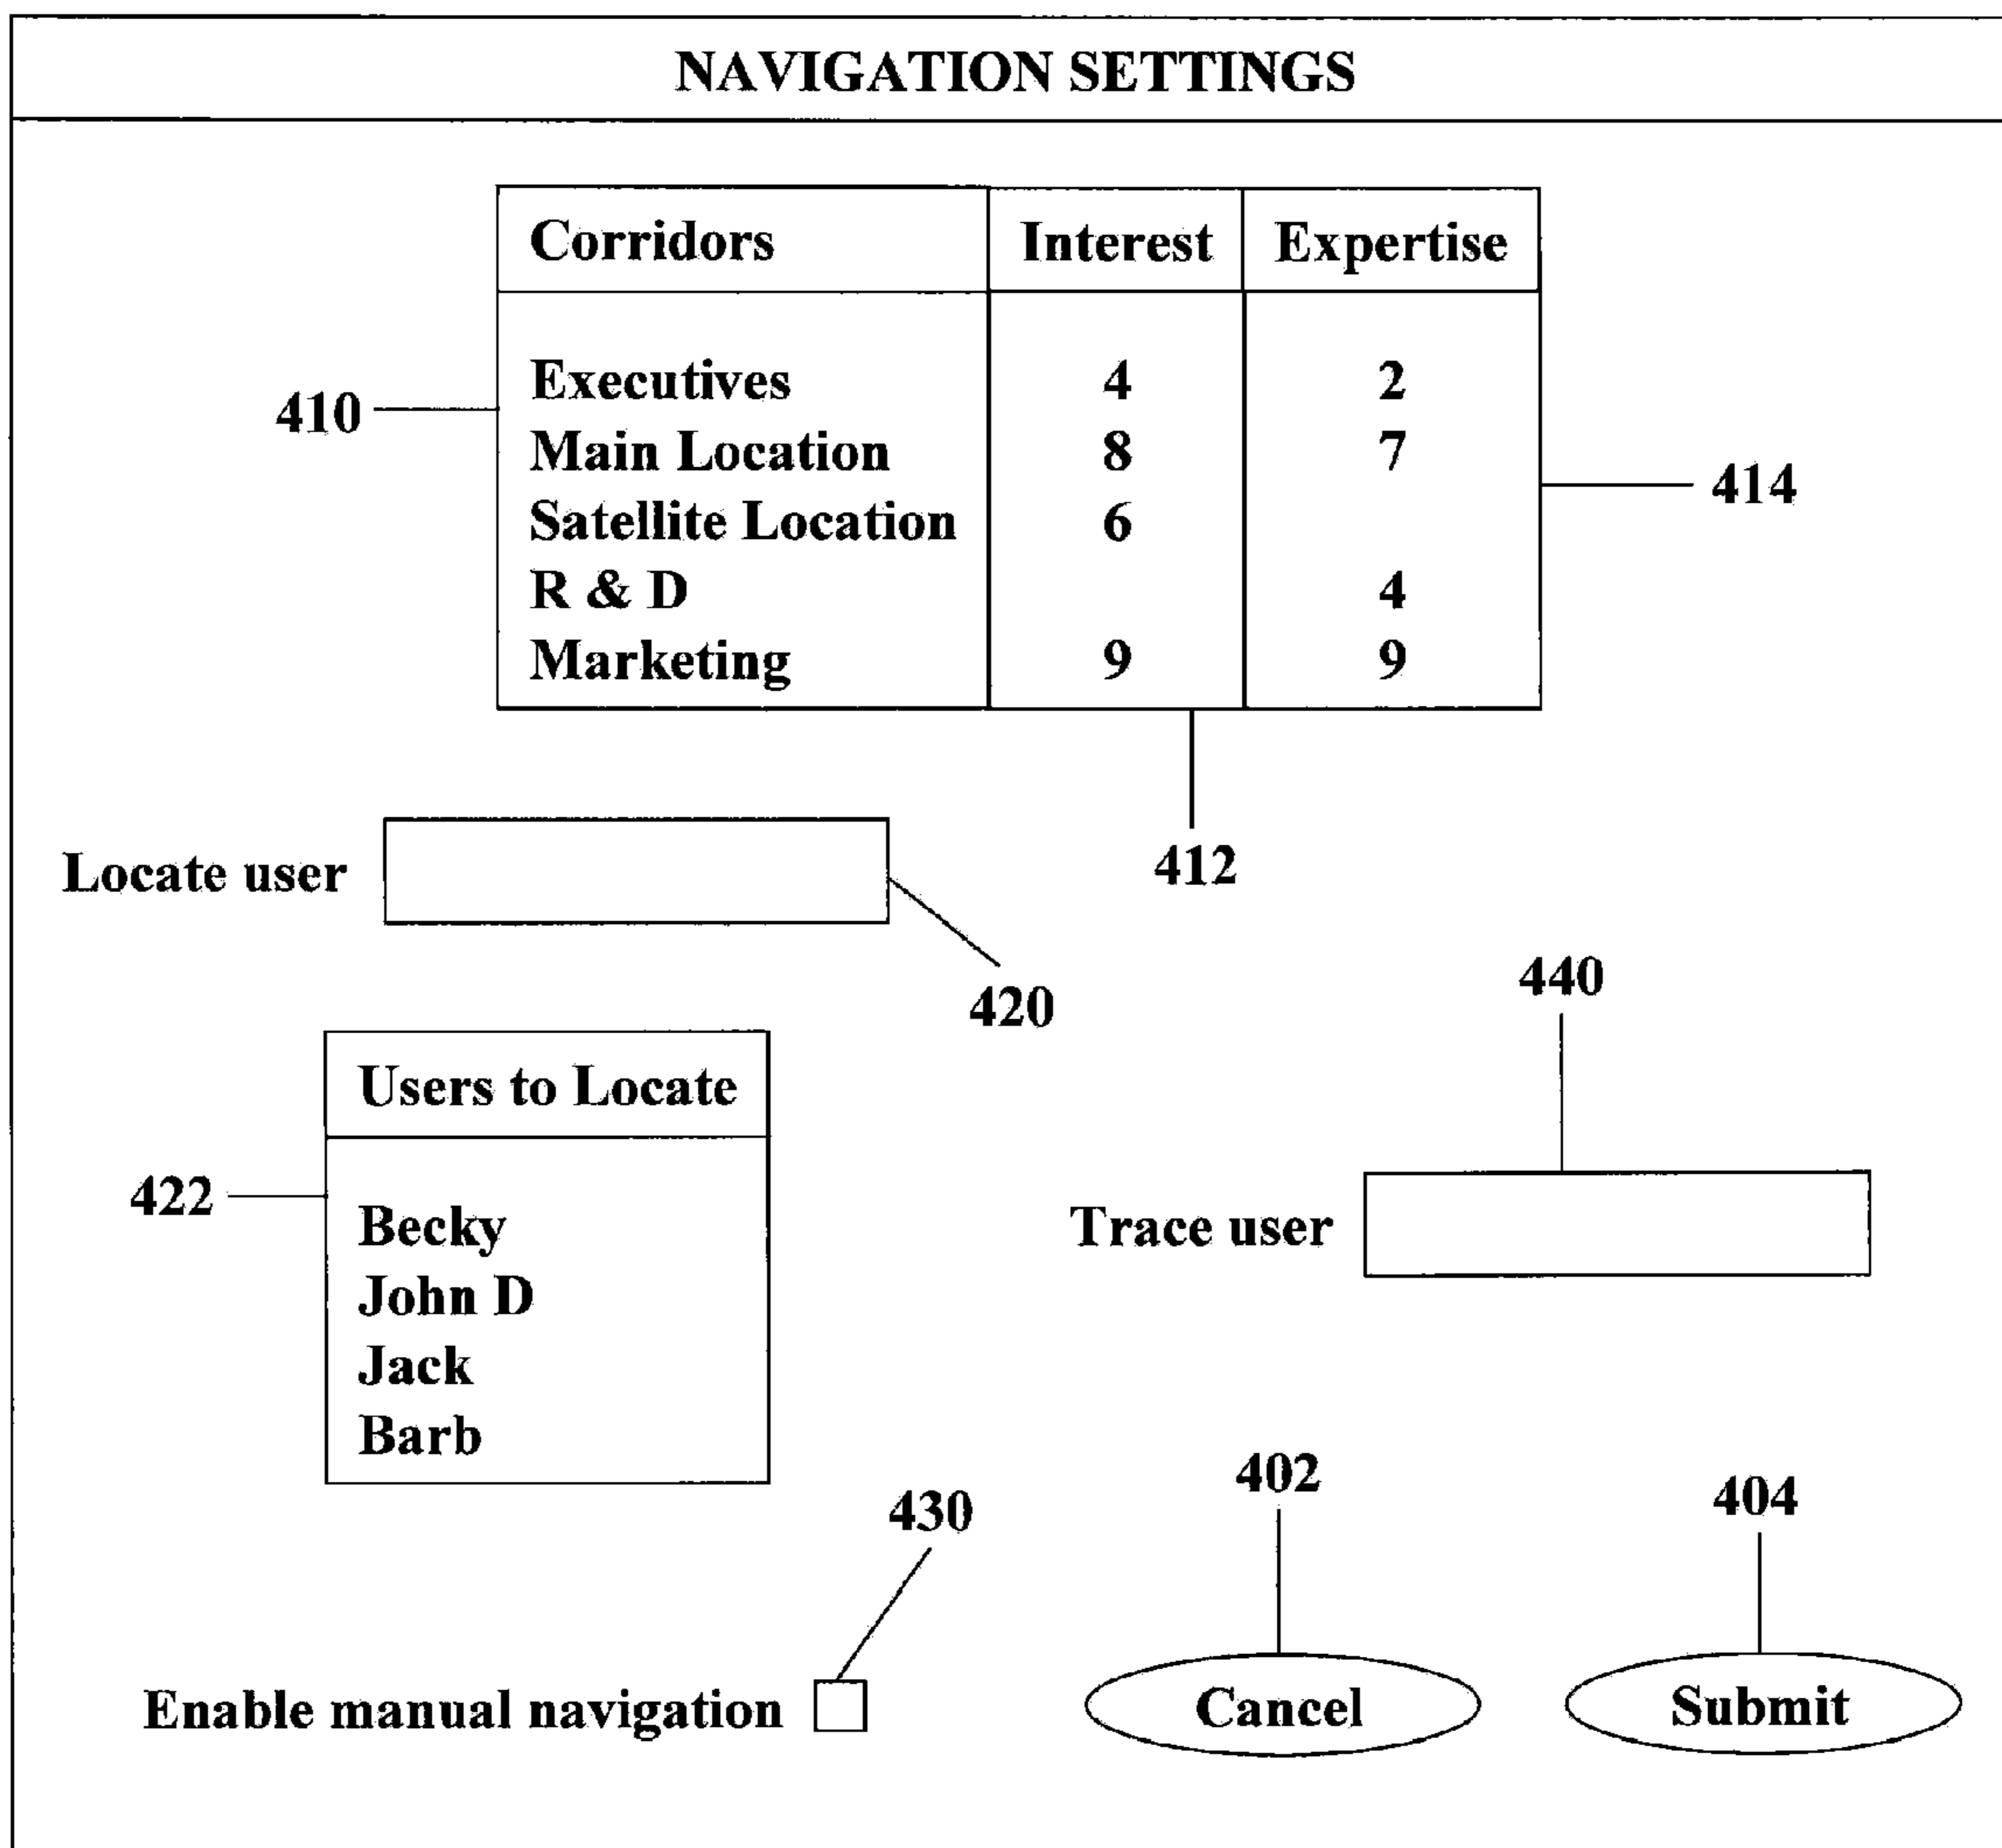 NAVIGATION SETTINGS
Corridors Interest Expertise
Executives 4 2
410
Main Location 8 7
414
Satellite Location 6
R & D 4
Marketing 9 9
412
Locate user
420
440
Users to Locate
422
Becky
Trace user
John D
Jack
Barb
402
404
430
Enable manual navigation
Cancel
Submit